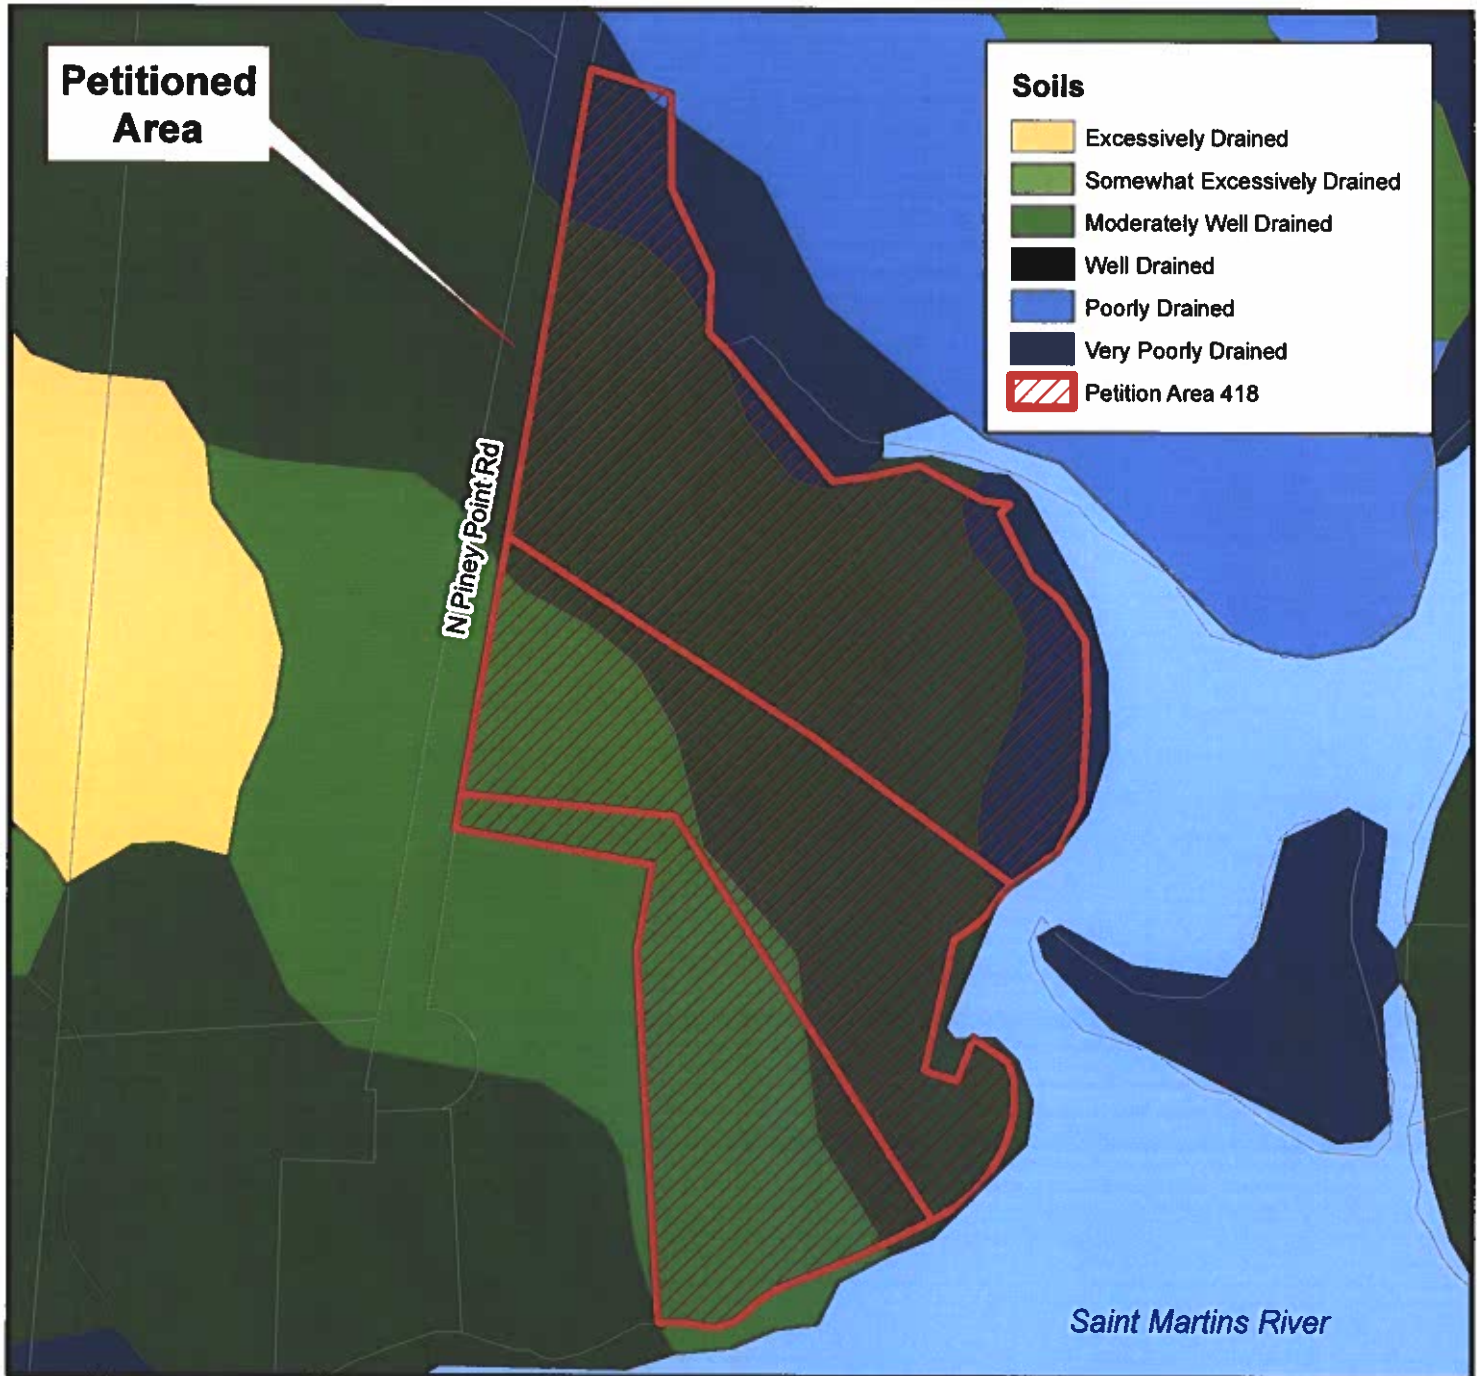 Petitioned
Area
Soils
Excessively Drained
Somewhat Excessively Drained
Moderately Well Drained
Well Drained
Poorly Drained
Very Poorly Drained
Petition Area 418
N Piney Point Rd
Saint Martins River